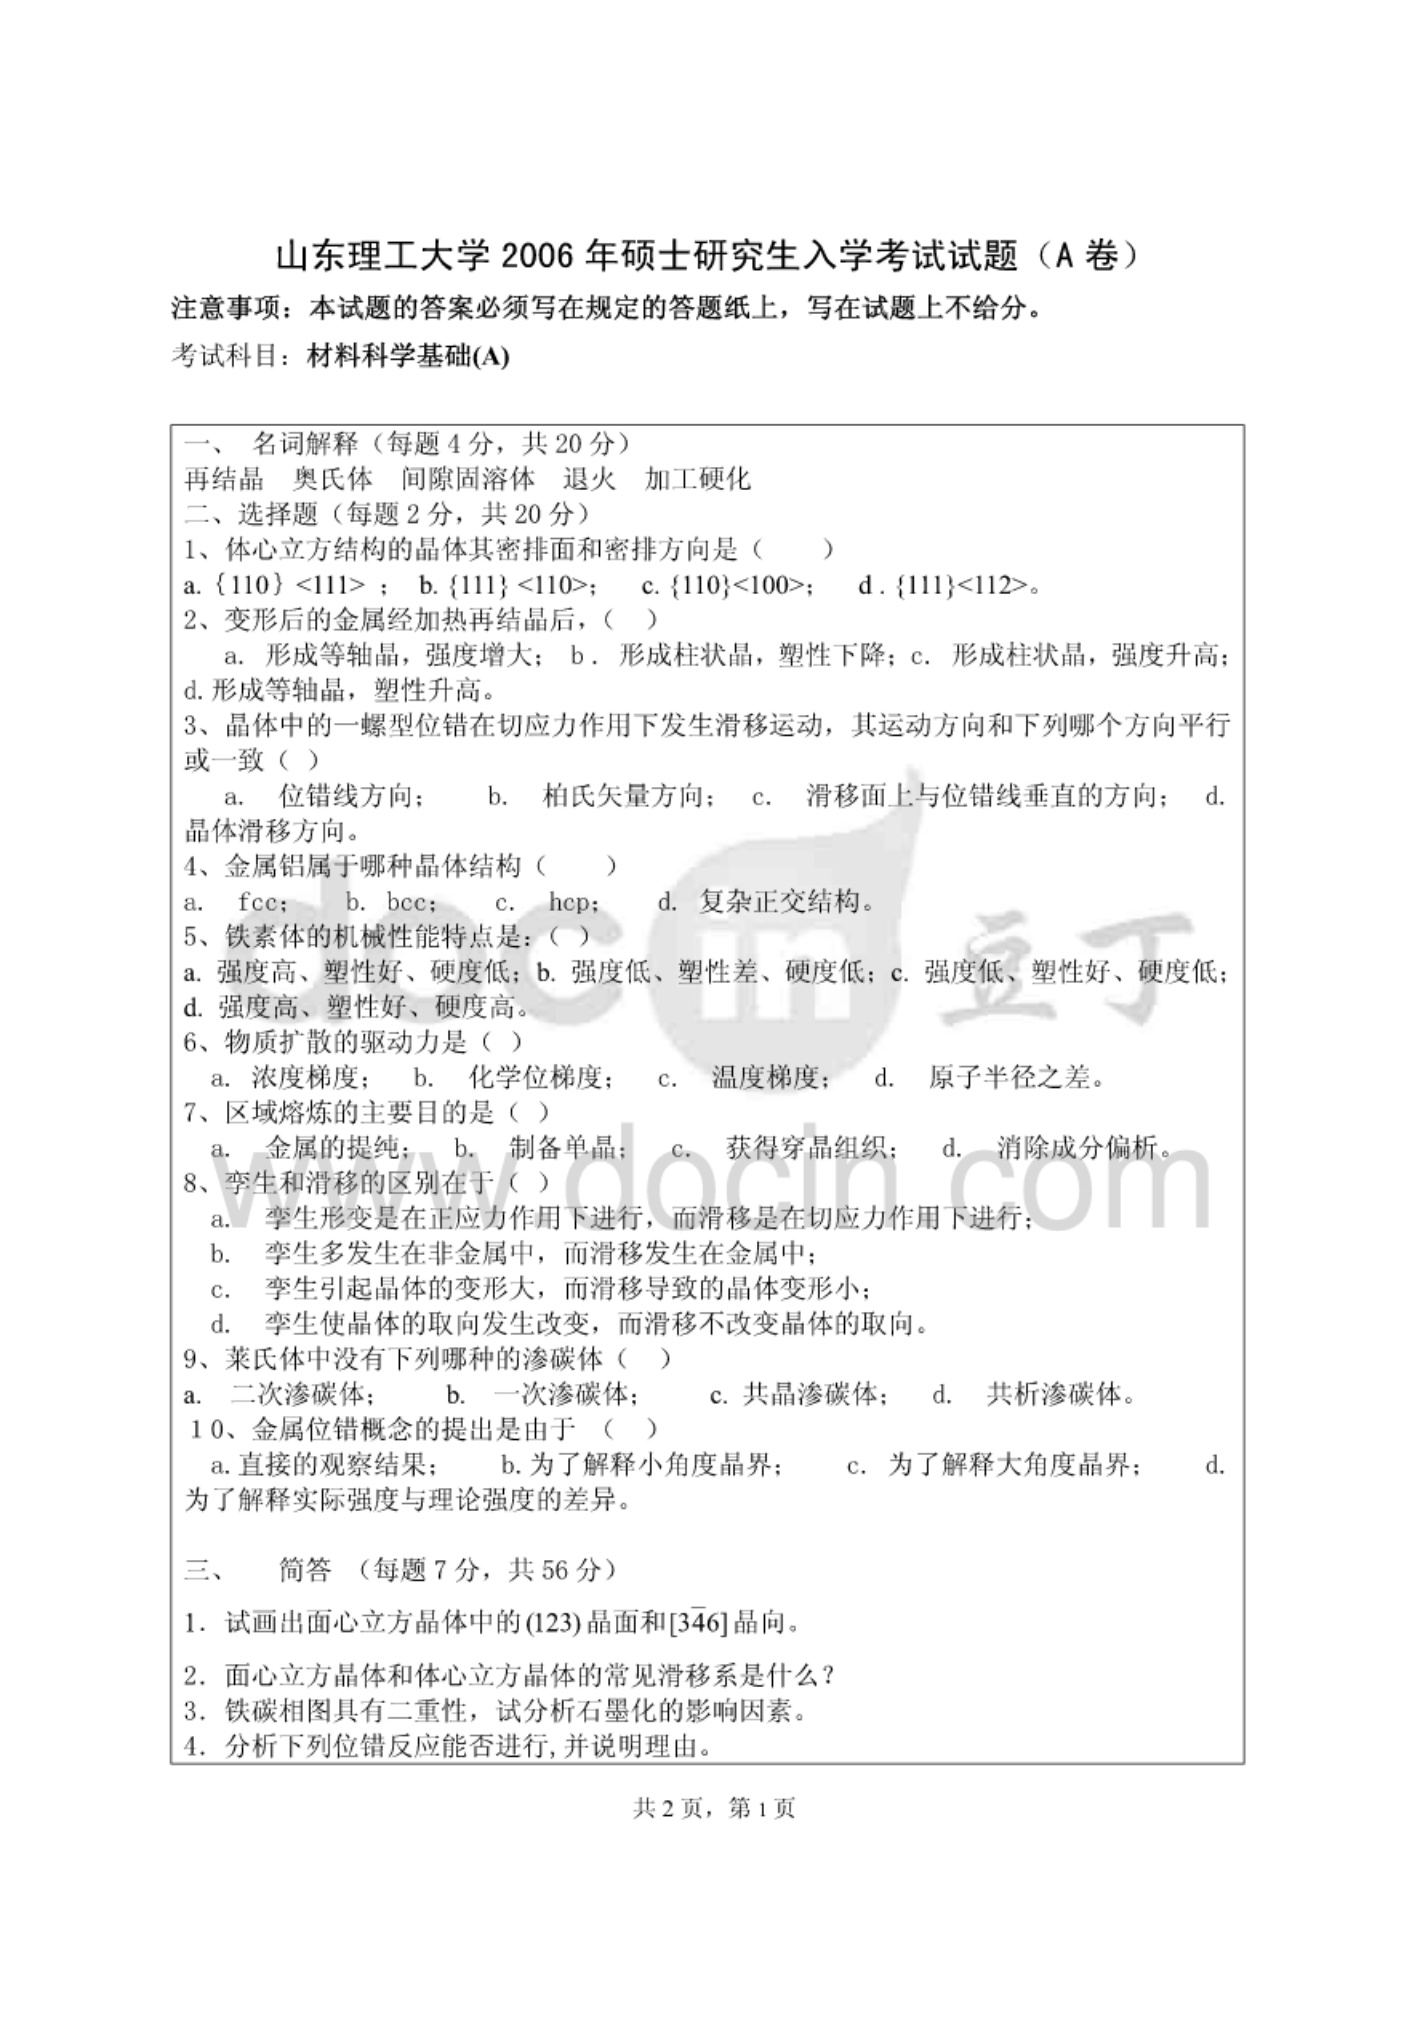 山东理工大学 2006 年硕士研究生入学考试试题（A 卷）
注意事项：本试题的答案必须写在规定的答题纸上，写在试题上不给分。
考试科目：材料科学基础(A)
一、 名词解释（每题 4 分，共 20 分）
再结晶 奥氏体 间隙固溶体 退火 加工硬化
二、选择题（每题 2 分，共 20 分）
1、体心立方结构的晶体其密排面和密排方向是（ ）
a.｛110｝<111> ； b. {111} <110>； c. {110}<100>； d . {111}<112>。
2、变形后的金属经加热再结晶后，（ ）
a. 形成等轴晶，强度增大； b . 形成柱状晶，塑性下降；c. 形成柱状晶，强度升高；
d.形成等轴晶，塑性升高。
3、晶体中的一螺型位错在切应力作用下发生滑移运动，其运动方向和下列哪个方向平行
或一致（ ）
a. 位错线方向； b. 柏氏矢量方向； c. 滑移面上与位错线垂直的方向； d.
晶体滑移方向。
4、金属铝属于哪种晶体结构（ ）
a. fcc； b. bcc； c. hcp； d. 复杂正交结构。
5、铁素体的机械性能特点是：（ ）
a. 强度高、塑性好、硬度低；b. 强度低、塑性差、硬度低；c. 强度低、塑性好、硬度低；
d. 强度高、塑性好、硬度高。
6、物质扩散的驱动力是（ ）
a. 浓度梯度； b. 化学位梯度； c. 温度梯度； d. 原子半径之差。
7、区域熔炼的主要目的是（ ）
a. 金属的提纯； b. 制备单晶； c. 获得穿晶组织； d. 消除成分偏析。
8、孪生和滑移的区别在于（ ）
a. 孪生形变是在正应力作用下进行，而滑移是在切应力作用下进行；
b. 孪生多发生在非金属中，而滑移发生在金属中；
c. 孪生引起晶体的变形大，而滑移导致的晶体变形小；
d. 孪生使晶体的取向发生改变，而滑移不改变晶体的取向。
9、莱氏体中没有下列哪种的渗碳体（ ）
a. 二次渗碳体； b. 一次渗碳体； c. 共晶渗碳体； d. 共析渗碳体。
１０、金属位错概念的提出是由于 （ ）
a.直接的观察结果； b.为了解释小角度晶界； c. 为了解释大角度晶界； d.
为了解释实际强度与理论强度的差异。
三、 简答 （每题 7 分，共 56 分）
1．试画出面心立方晶体中的(123)晶面和[34̅6]晶向。
2．面心立方晶体和体心立方晶体的常见滑移系是什么？
3．铁碳相图具有二重性，试分析石墨化的影响因素。
4．分析下列位错反应能否进行,并说明理由。
共 2 页，第 1 页
docin 豆丁
www.docin.com